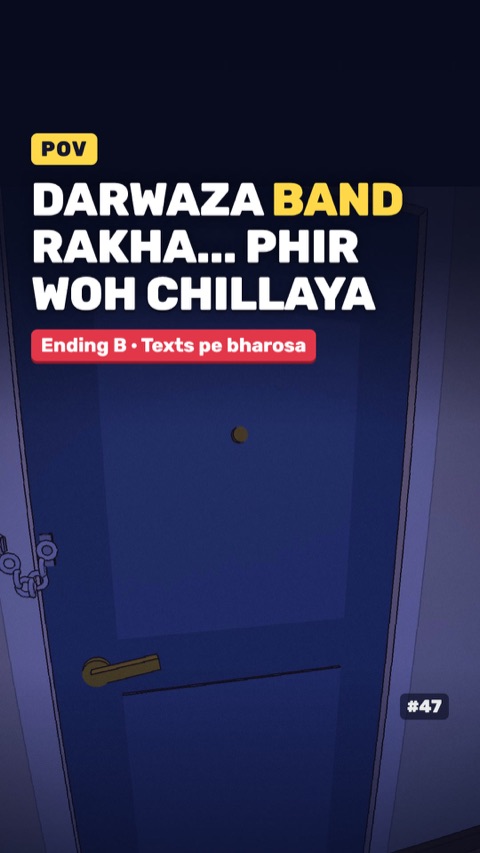 POV
DARWAZA BAND
RAKHA... PHIR
WOH CHILLAYA
Ending B • Texts pe bharosa
#47